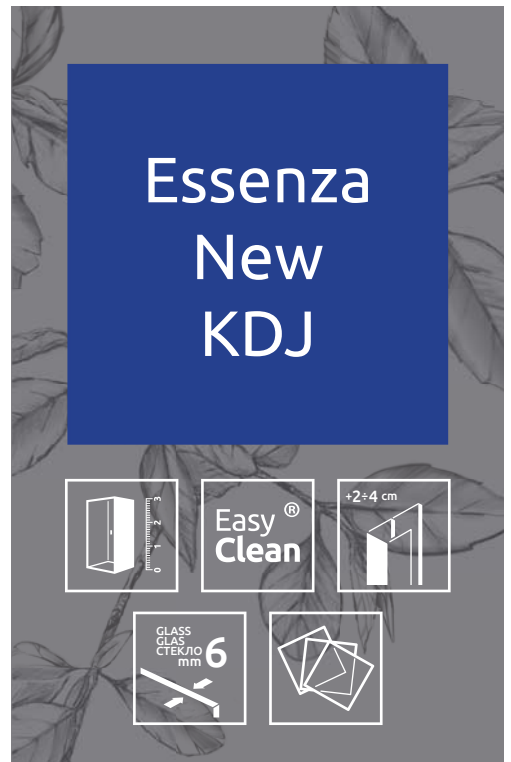 Essenza
New
KDJ
0 1 2 3
Easy ®
Clean
+2÷4 cm
GLASS
GLAS
СТЕКЛО
mm 6